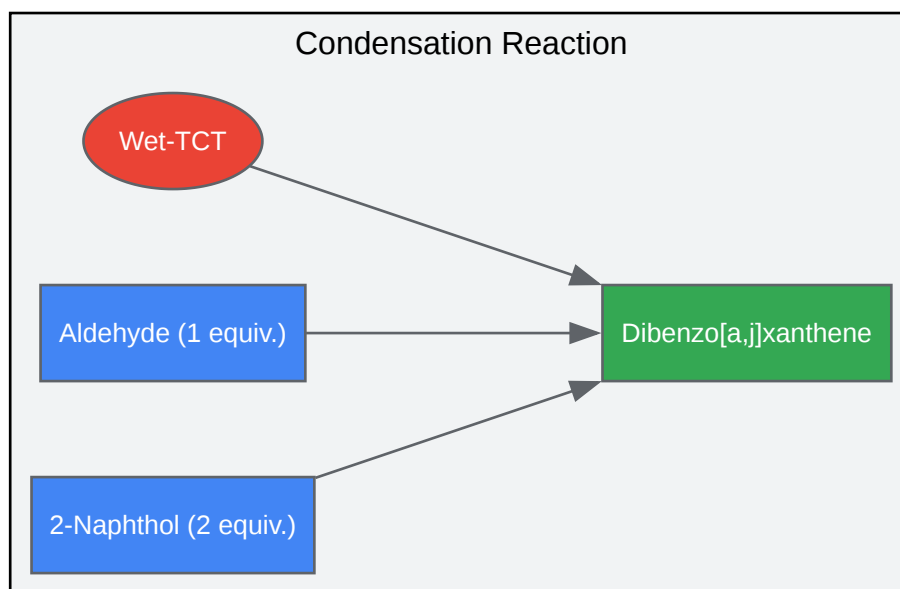 Condensation Reaction
Wet-TCT
Aldehyde (1 equiv.)
Dibenzo[a,j]xanthene
2-Naphthol (2 equiv.)